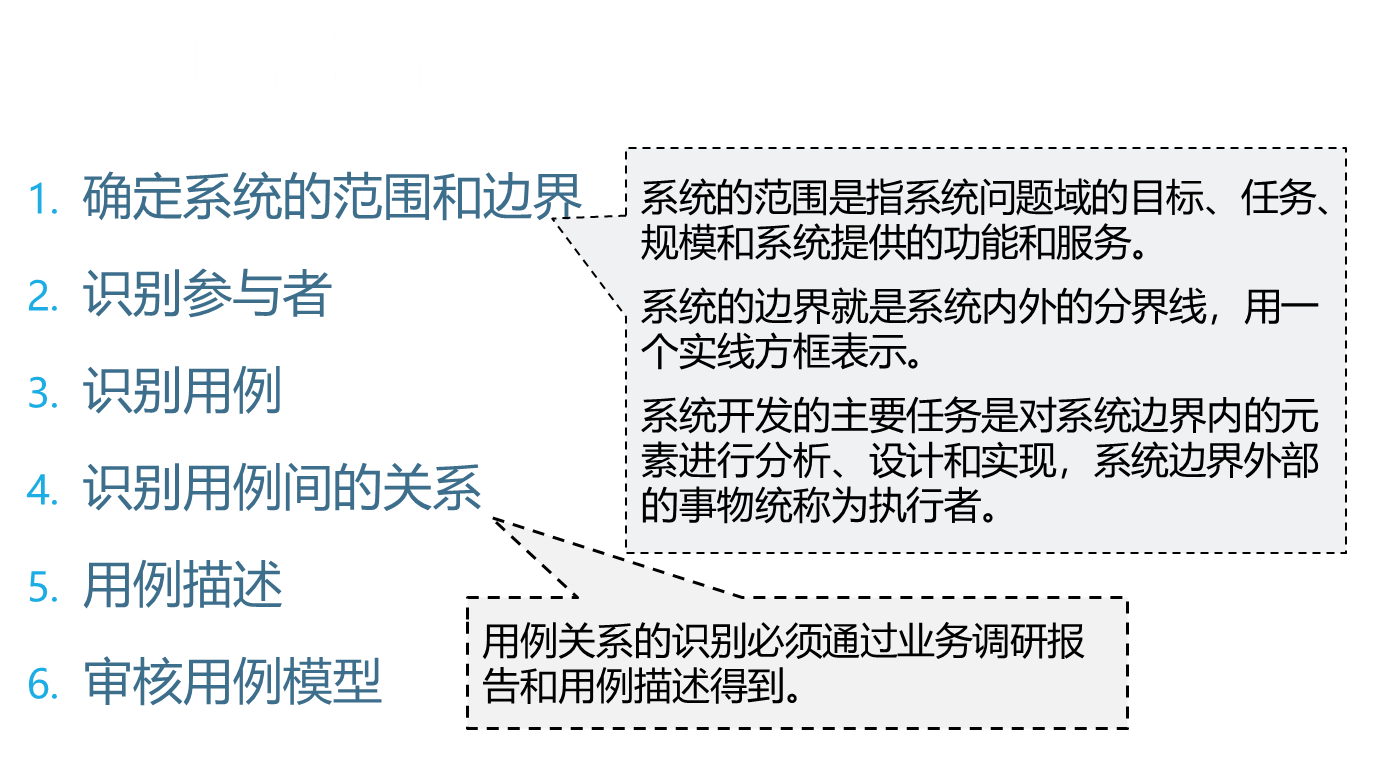 1. 确定系统的范围和边界
2. 识别参与者
3. 识别用例
4. 识别用例间的关系
5. 用例描述
6. 审核用例模型
系统的范围是指系统问题域的目标、任务、
规模和系统提供的功能和服务。
系统的边界就是系统内外的分界线，用一
个实线方框表示。
系统开发的主要任务是对系统边界内的元
素进行分析、设计和实现，系统边界外部
的事物统称为执行者。
用例关系的识别必须通过业务调研报
告和用例描述得到。